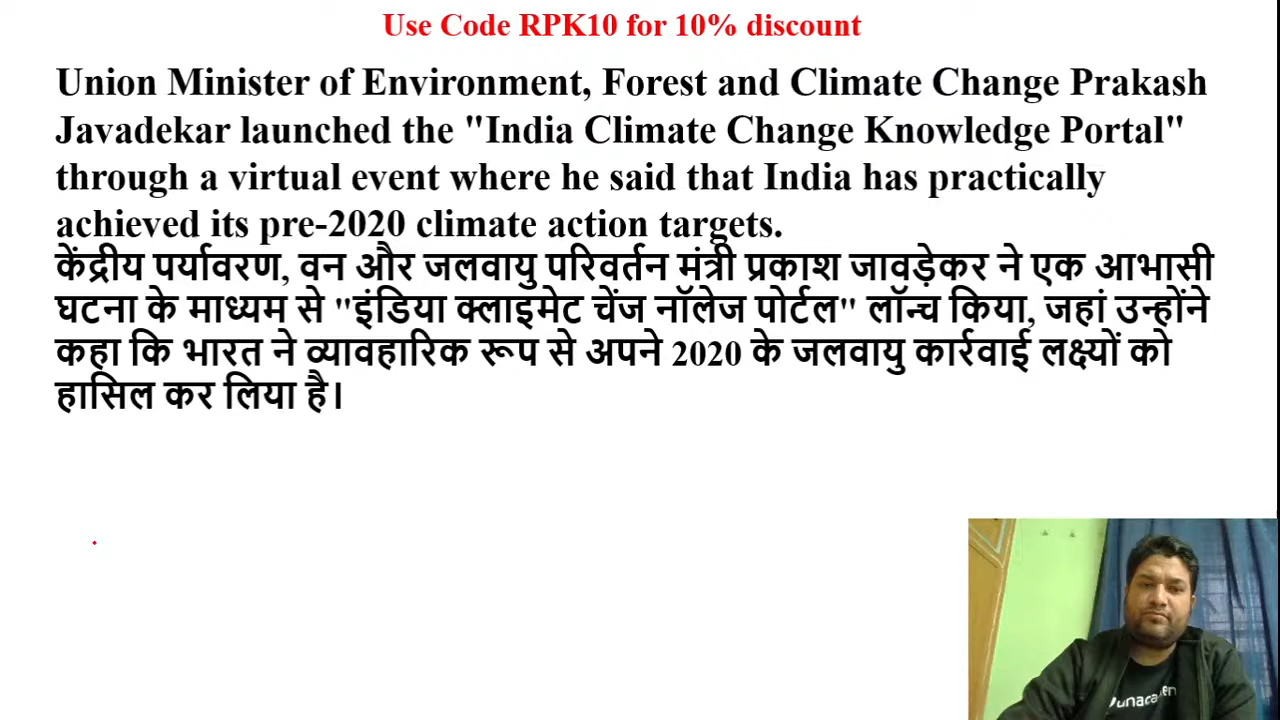 Use Code RPK10 for 10% discount
Union Minister of Environment, Forest and Climate Change Prakash
Javadekar launched the "India Climate Change Knowledge Portal"
through a virtual event where he said that India has practically
achieved its pre-2020 climate action targets.
केंद्रीय पर्यावरण, वन और जलवायु परिवर्तन मंत्री प्रकाश जावड़ेकर ने एक आभासी
घटना के माध्यम से "इंडिया क्लाइमेट चेंज नॉलेज पोर्टल" लॉन्च किया, जहां उन्होंने
कहा कि भारत ने व्यावहारिक रूप से अपने 2020 के जलवायु कार्रवाई लक्ष्यों को
हासिल कर लिया है।